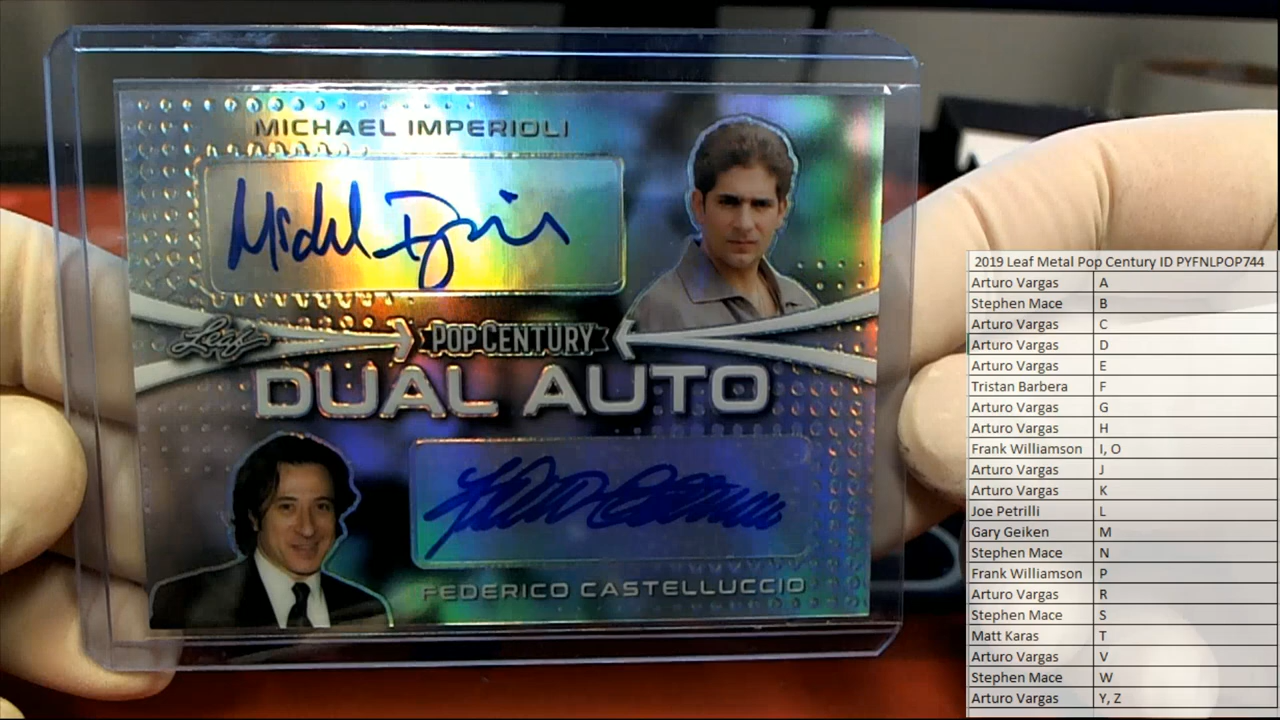 MICHAEL IMPERIOLI
Leaf
POP CENTURY
DUAL AUTO
FEDERICO CASTELLUCCIO
2019 Leaf Metal Pop Century ID PYFNLPOP744
Arturo Vargas A
Stephen Mace B
Arturo Vargas C
Arturo Vargas D
Arturo Vargas E
Tristan Barbera F
Arturo Vargas G
Arturo Vargas H
Frank Williamson I, O
Arturo Vargas J
Arturo Vargas K
Joe Petrilli L
Gary Geiken M
Stephen Mace N
Frank Williamson P
Arturo Vargas R
Stephen Mace S
Matt Karas T
Arturo Vargas V
Stephen Mace W
Arturo Vargas Y, Z